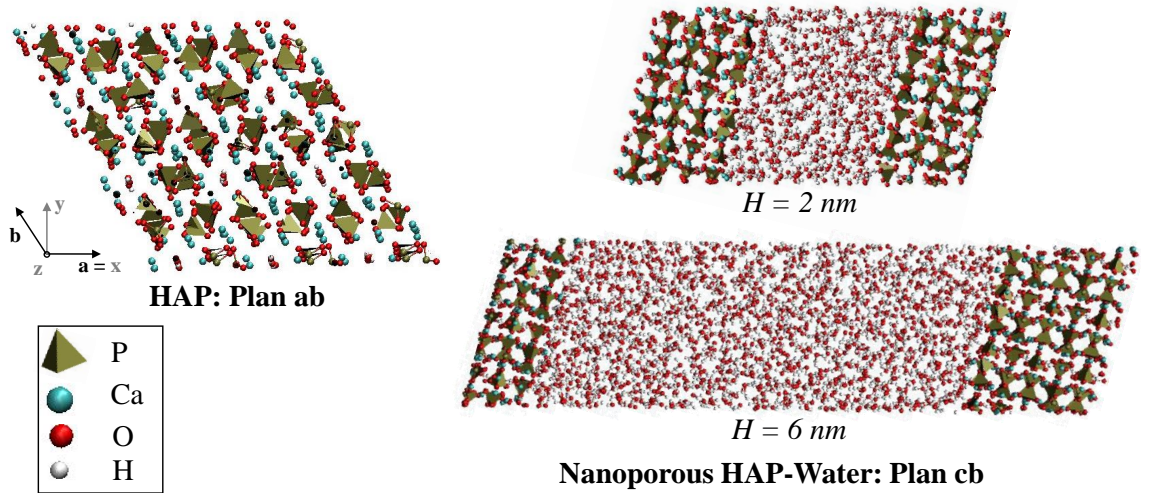 y
b
z
a = x
HAP: Plan ab
P
Ca
O
H
H = 2 nm
H = 6 nm
Nanoporous HAP-Water: Plan cb